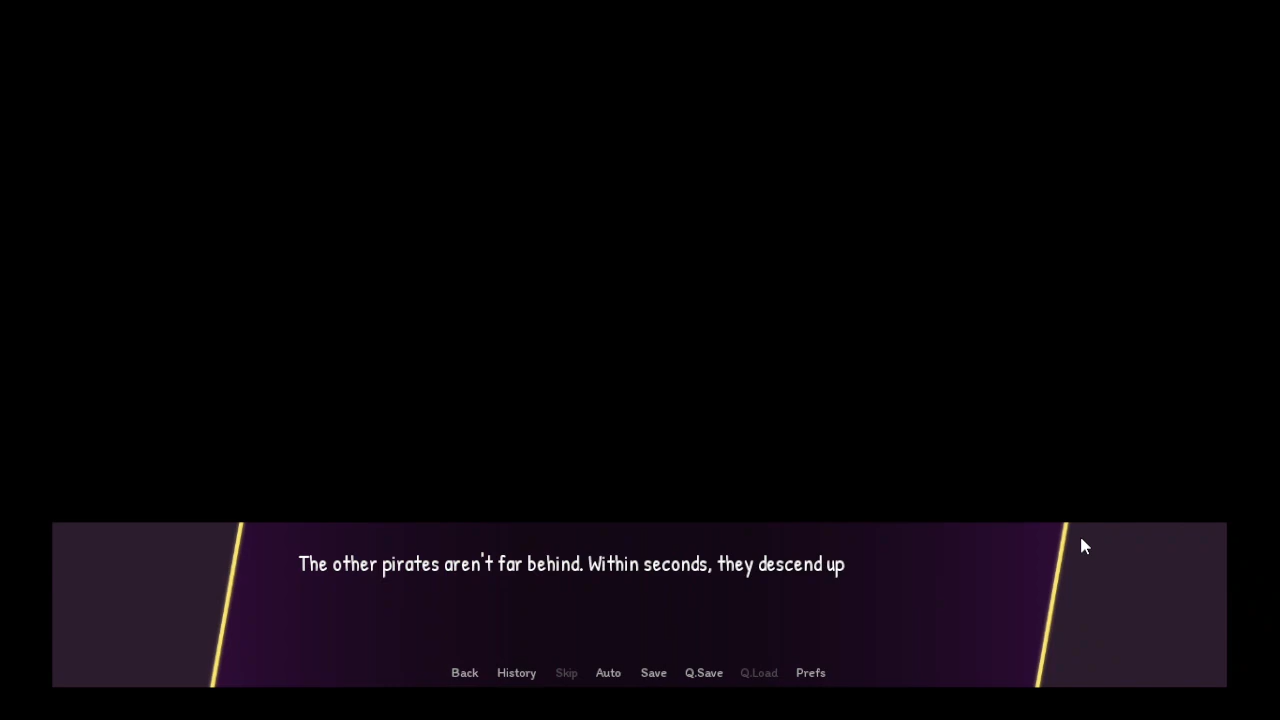 The other pirates aren't far behind. Within seconds, they descend up
Back History Skip Auto Save Q.Save Q.Load Prefs